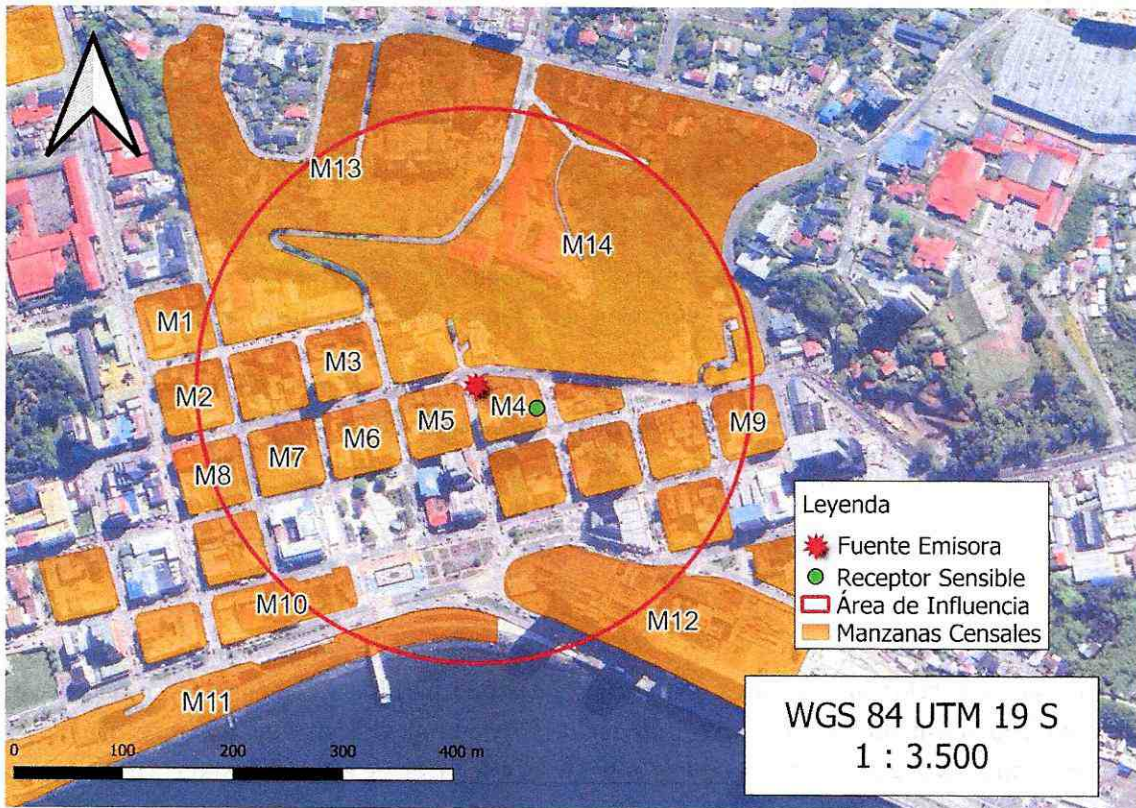 M13
M14
M1
M3
M2
M4
M5
M6
M9
M7
M8
M10
M12
M11
Leyenda
Fuente Emisora
Receptor Sensible
Área de Influencia
Manzanas Censales
WGS 84 UTM 19 S
1 : 3.500
0 100 200 300 400 m